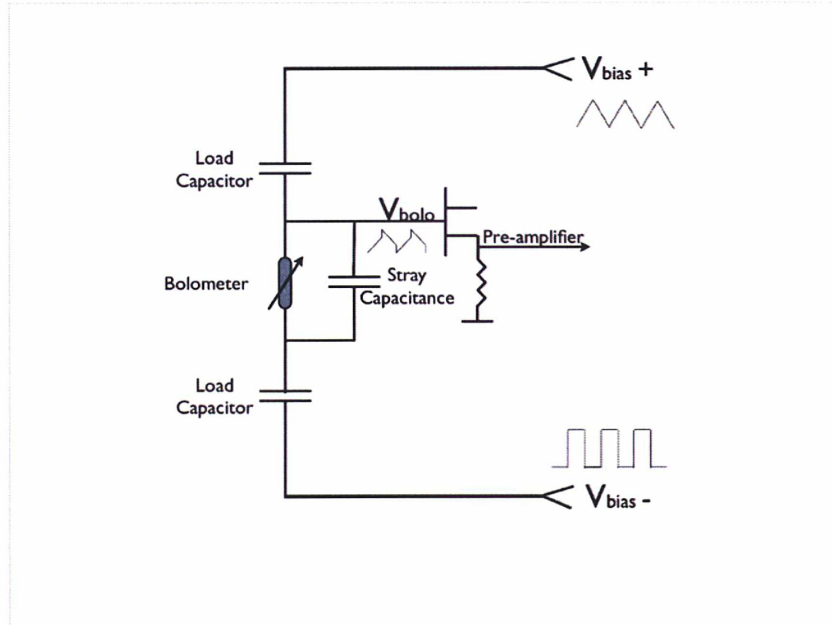 Vbias +
Load
Capacitor
Vbolo
Pre-amplifier
Bolometer
Stray
Capacitance
Load
Capacitor
Vbias -